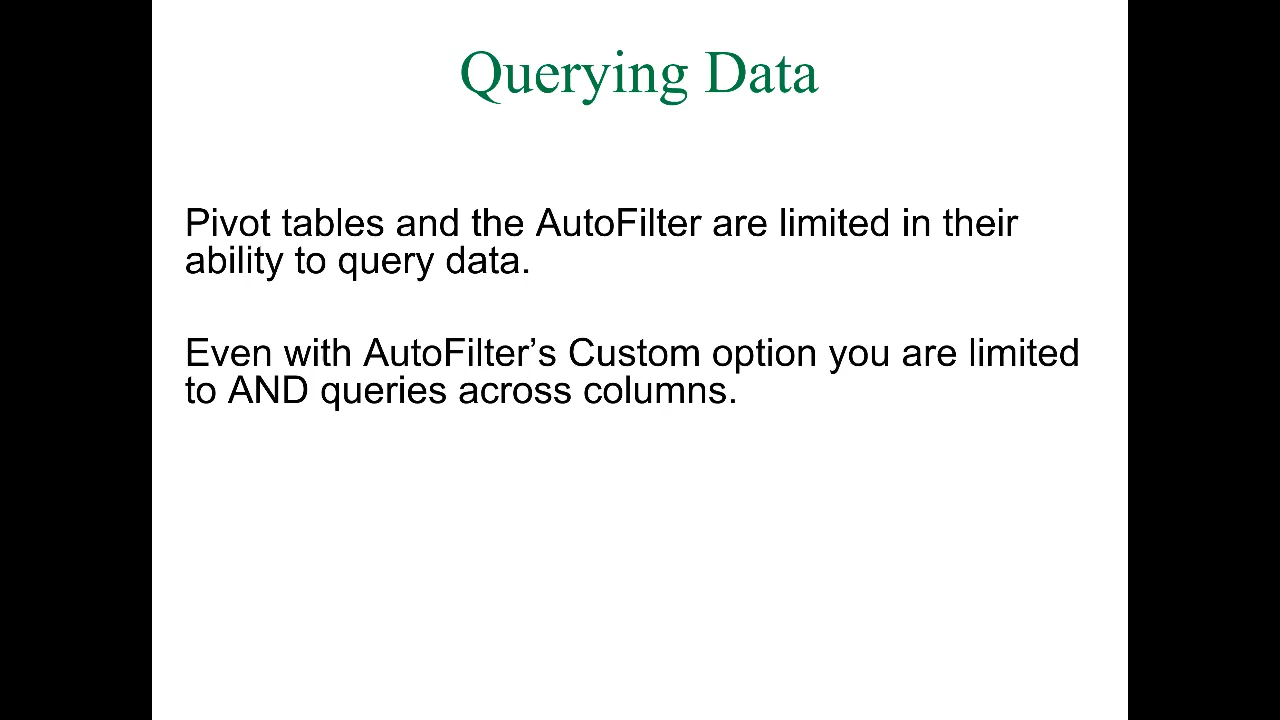 Querying Data
Pivot tables and the AutoFilter are limited in their
ability to query data.
Even with AutoFilter’s Custom option you are limited
to AND queries across columns.